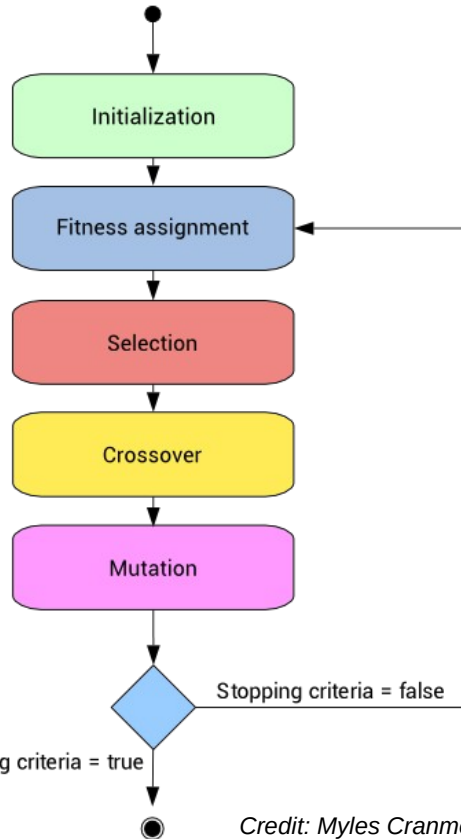 Initialization
Fitness assignment
Selection
Crossover
Mutation
Stopping criteria = false
criteria = true
Credit: Myles